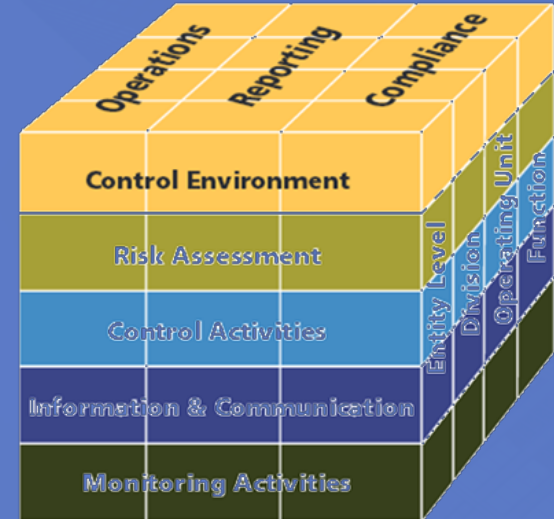 Operations
Reporting
Compliance
Control Environment
Risk Assessment
Control Activities
Information & Communication
Monitoring Activities
Entity Level
Division
Operating Unit
Function